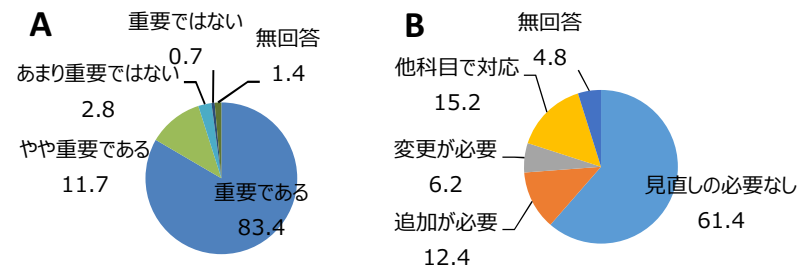 A
重要ではない
0.7
無回答
1.4
あまり重要ではない
2.8
やや重要である
11.7
重要である
83.4
B
無回答
4.8
他科目で対応
15.2
変更が必要
6.2
追加が必要
12.4
見直しの必要なし
61.4